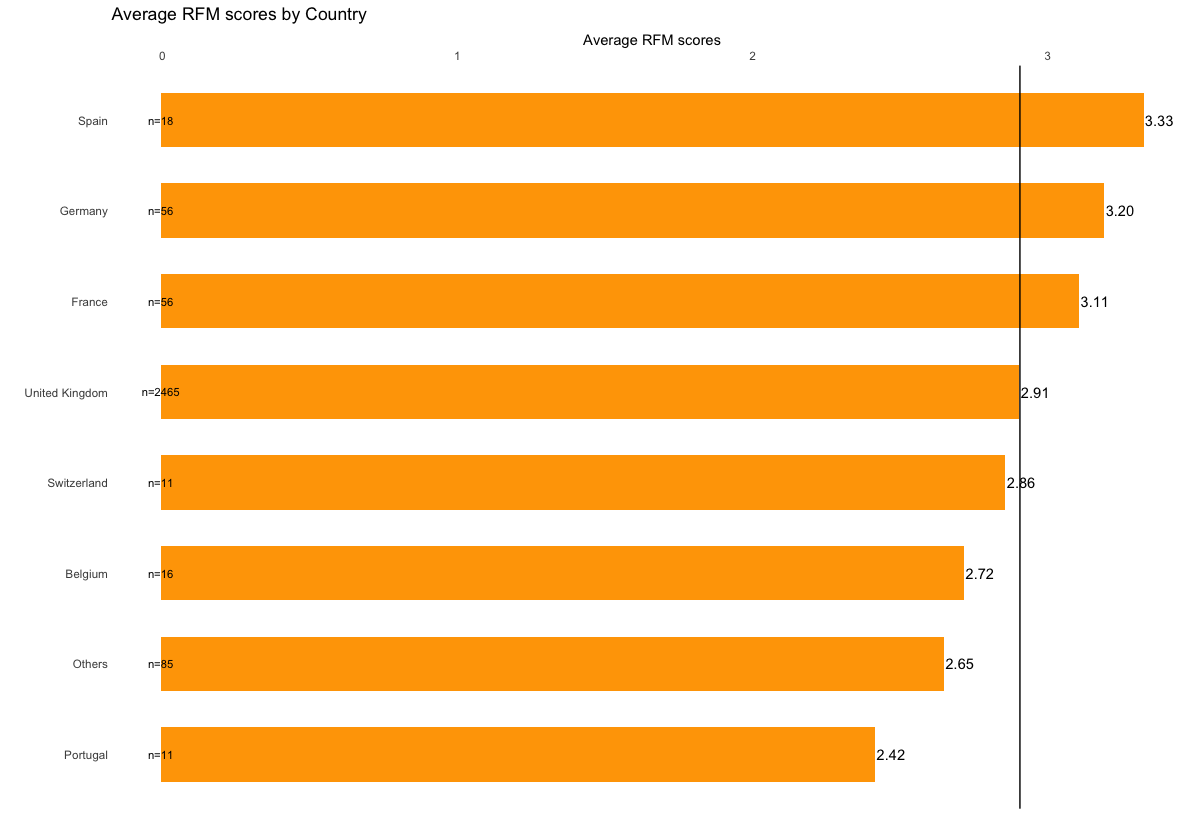 Average RFM scores by Country
Average RFM scores
0 1 2 3
Spain n=18 3.33
Germany n=56 3.20
France n=56 3.11
United Kingdom n=2465 2.91
Switzerland n=11 2.86
Belgium n=16 2.72
Others n=85 2.65
Portugal n=11 2.42